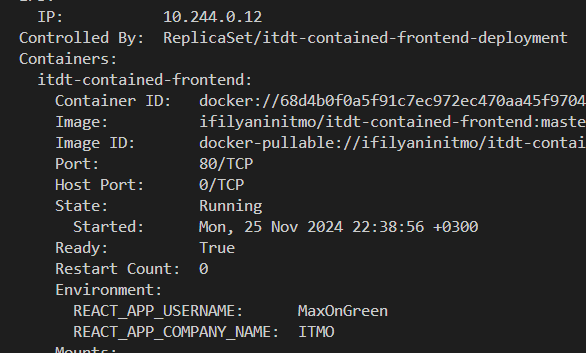 IP: 10.244.0.12
Controlled By: ReplicaSet/itdt-contained-frontend-deployment
Containers:
itdt-contained-frontend:
Container ID: docker://68d4b0f0a5f91c7ec972ec470aa45f9704
Image: ifilyaninitmo/itdt-contained-frontend:maste
Image ID: docker-pullable://ifilyaninitmo/itdt-contai
Port: 80/TCP
Host Port: 0/TCP
State: Running
Started: Mon, 25 Nov 2024 22:38:56 +0300
Ready: True
Restart Count: 0
Environment:
REACT_APP_USERNAME: MaxOnGreen
REACT_APP_COMPANY_NAME: ITMO
Mounts: